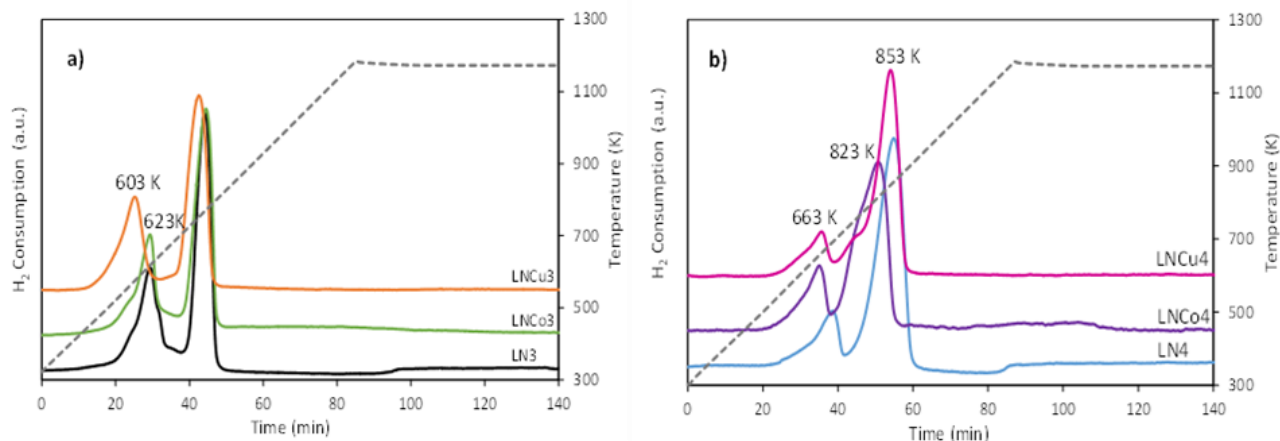 a)
H₂ Consumption (a.u.)
603 K
623K
LNCu3
LNCo3
LN3
1300
1100
900
700
500
300
Temperature (K)
0 20 40 60 80 100 120 140
Time (min)
b)
H₂ Consumption (a.u.)
853 K
823 K
663 K
LNCu4
LNCo4
LN4
1300
1100
900
700
500
300
Temperature (K)
0 20 40 60 80 100 120 140
Time (min)